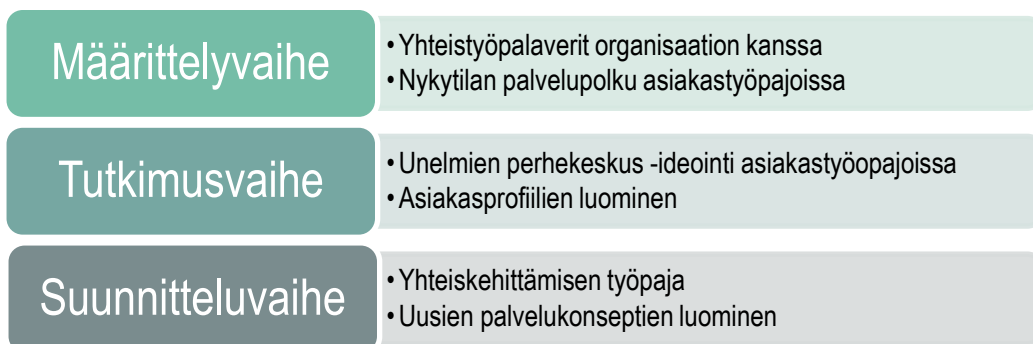 Määrittelyvaihe
• Yhteistyöpalaverit organisaation kanssa
• Nykytilan palvelupolku asiakastyöpajoissa
Tutkimusvaihe
• Unelmien perhekeskus -ideointi asiakastyöopajoissa
• Asiakasprofiilien luominen
Suunnitteluvaihe
• Yhteiskehittämisen työpaja
• Uusien palvelukonseptien luominen